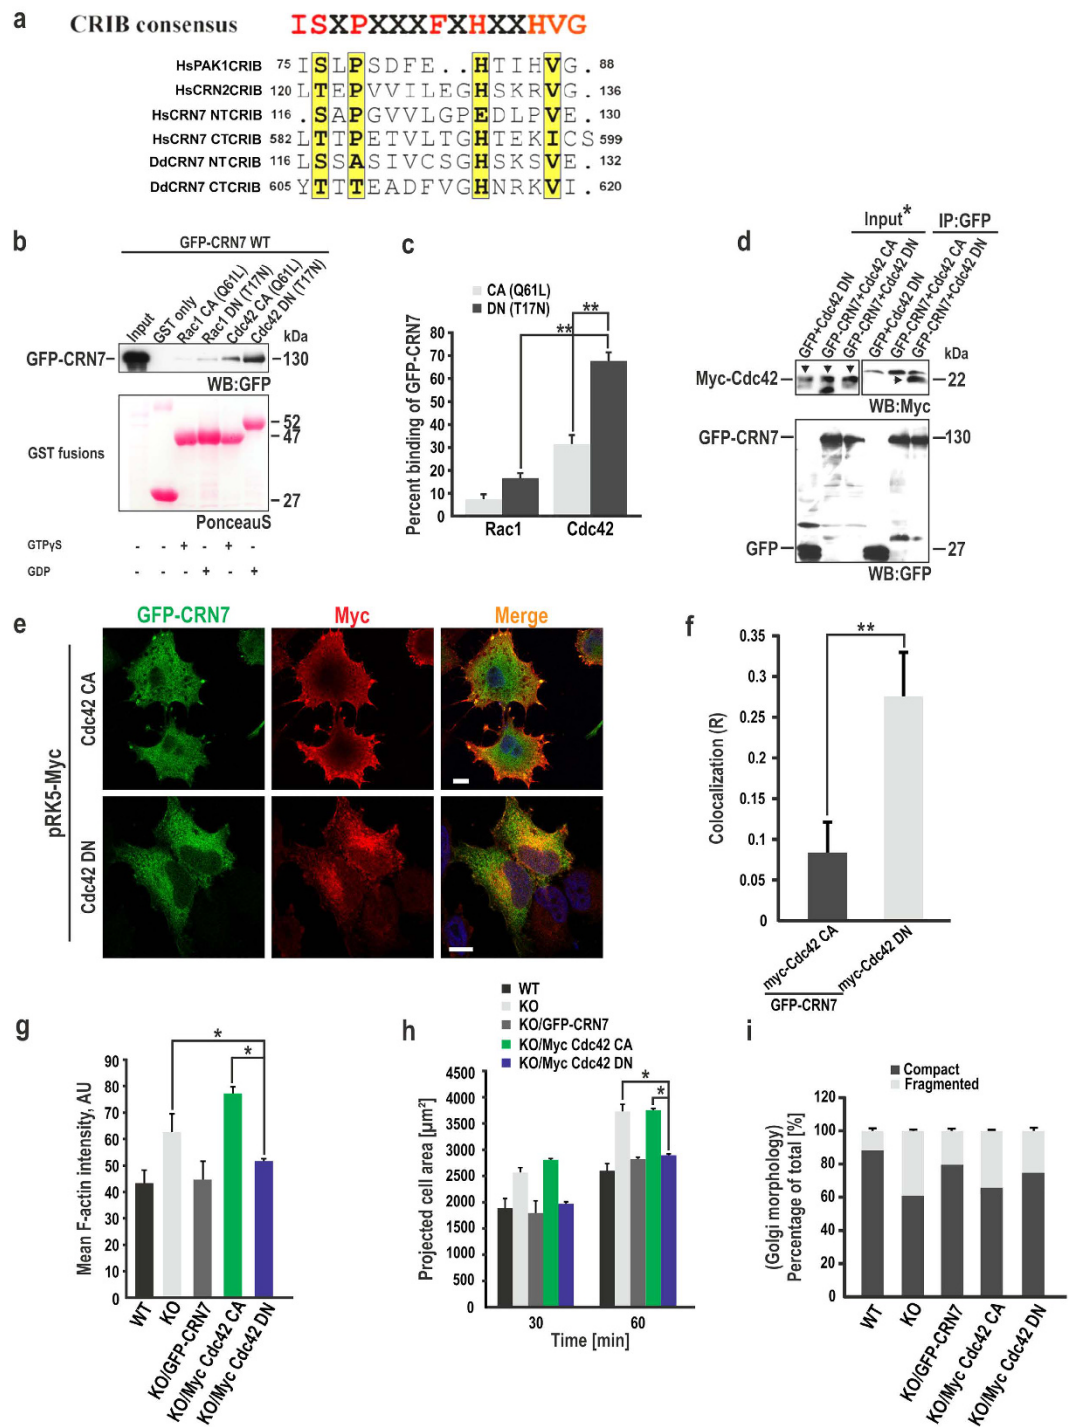 a
CRIB consensus ISXPXXXFXHXXHVG
HsPAK1CRIB 75 ISLPSDFE..HTIHVG. 88
HsCRN2CRIB 120 LTEPVVILEGHSKRVG. 136
HsCRN7 NTCRIB 116 .SAPGVVLGPEDLPVE. 130
HsCRN7 CTCRIB 582 LTTPETVLTGHTEKICS 599
DdCRN7 NTCRIB 116 LSSASIVCSGHSKSVE. 132
DdCRN7 CTCRIB 605 YTTTEADFVGHNRKVI. 620
b
GFP-CRN7 WT
Input
GST only
Rac1 CA (Q61L)
Rac1 DN (T17N)
Cdc42 CA (Q61L)
Cdc42 DN (T17N)
kDa
GFP-CRN7
130
WB:GFP
52
47
GST fusions
27
PonceauS
GTPγS - - + - + -
GDP - - - + - +
c
CA (Q61L)
DN (T17N)
**
**
Percent binding of GFP-CRN7
80
70
60
50
40
30
20
10
0
Rac1 Cdc42
d
Input* IP:GFP
GFP+Cdc42 DN
GFP-CRN7+Cdc42 CA
GFP-CRN7+Cdc42 DN
GFP+Cdc42 DN
GFP-CRN7+Cdc42 CA
GFP-CRN7+Cdc42 DN
kDa
Myc-Cdc42
22
WB:Myc
GFP-CRN7
130
GFP
27
WB:GFP
e
GFP-CRN7 Myc Merge
pRK5-Myc
Cdc42 CA
Cdc42 DN
f
**
Colocalization (R)
0.35
0.3
0.25
0.2
0.15
0.1
0.05
0
myc-Cdc42 CA
myc-Cdc42 DN
GFP-CRN7
g
*
*
Mean F-actin intensity, AU
90
80
70
60
50
40
30
20
10
0
WT
KO
KO/GFP-CRN7
KO/Myc Cdc42 CA
KO/Myc Cdc42 DN
h
WT
KO
KO/GFP-CRN7
KO/Myc Cdc42 CA
KO/Myc Cdc42 DN
*
*
Projected cell area [µm²]
4500
4000
3500
3000
2500
2000
1500
1000
500
0
30 60
Time [min]
i
Compact
Fragmented
(Golgi morphology)
Percentage of total [%]
100
80
60
40
20
0
WT
KO
KO/GFP-CRN7
KO/Myc Cdc42 CA
KO/Myc Cdc42 DN